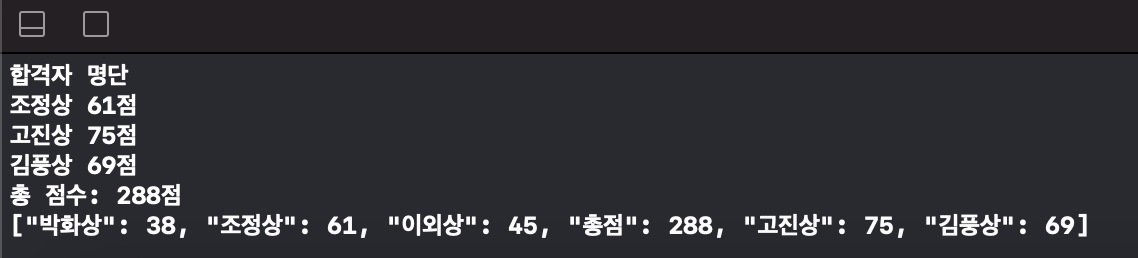 합격자 명단
조정상 61점
고진상 75점
김풍상 69점
총 점수: 288점
["박화상": 38, "조정상": 61, "이외상": 45, "총점": 288, "고진상": 75, "김풍상": 69]